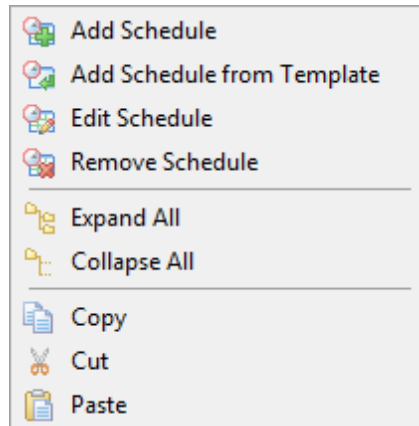 Add Schedule
Add Schedule from Template
Edit Schedule
Remove Schedule
Expand All
Collapse All
Copy
Cut
Paste